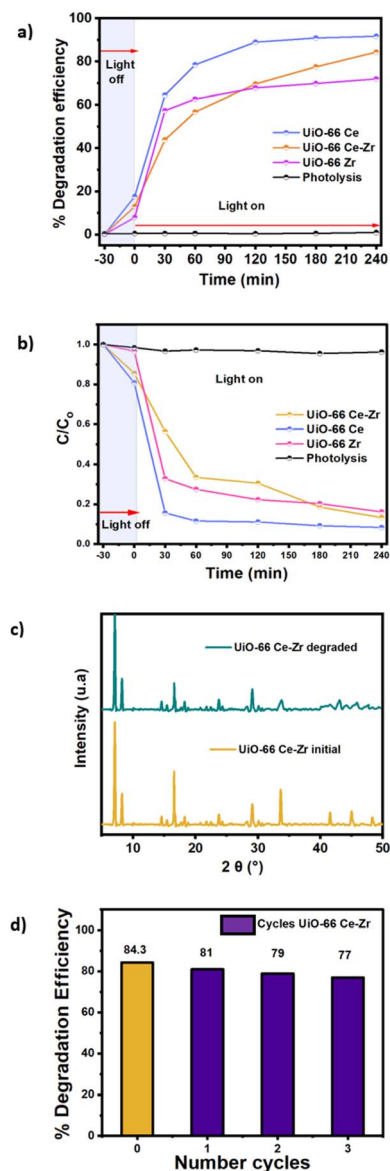 a)
100
80
60
40
20
0
% Degradation efficiency
Light
off
UiO-66 Ce
UiO-66 Ce-Zr
UiO-66 Zr
Photolysis
Light on
-30 0 30 60 90 120 150 180 210 240
Time (min)
b)
1.0
0.8
0.6
0.4
0.2
0.0
C/Co
Light on
UiO-66 Ce-Zr
UiO-66 Ce
UiO-66 Zr
Photolysis
Light off
-30 0 30 60 90 120 150 180 210 240
Time (min)
c)
Intensity (u.a)
UiO-66 Ce-Zr degraded
UiO-66 Ce-Zr initial
10 20 30 40 50
2 θ (°)
d)
100
80
60
40
20
0
% Degradation Efficiency
Cycles UiO-66 Ce-Zr
84.3 81 79 77
0 1 2 3
Number cycles